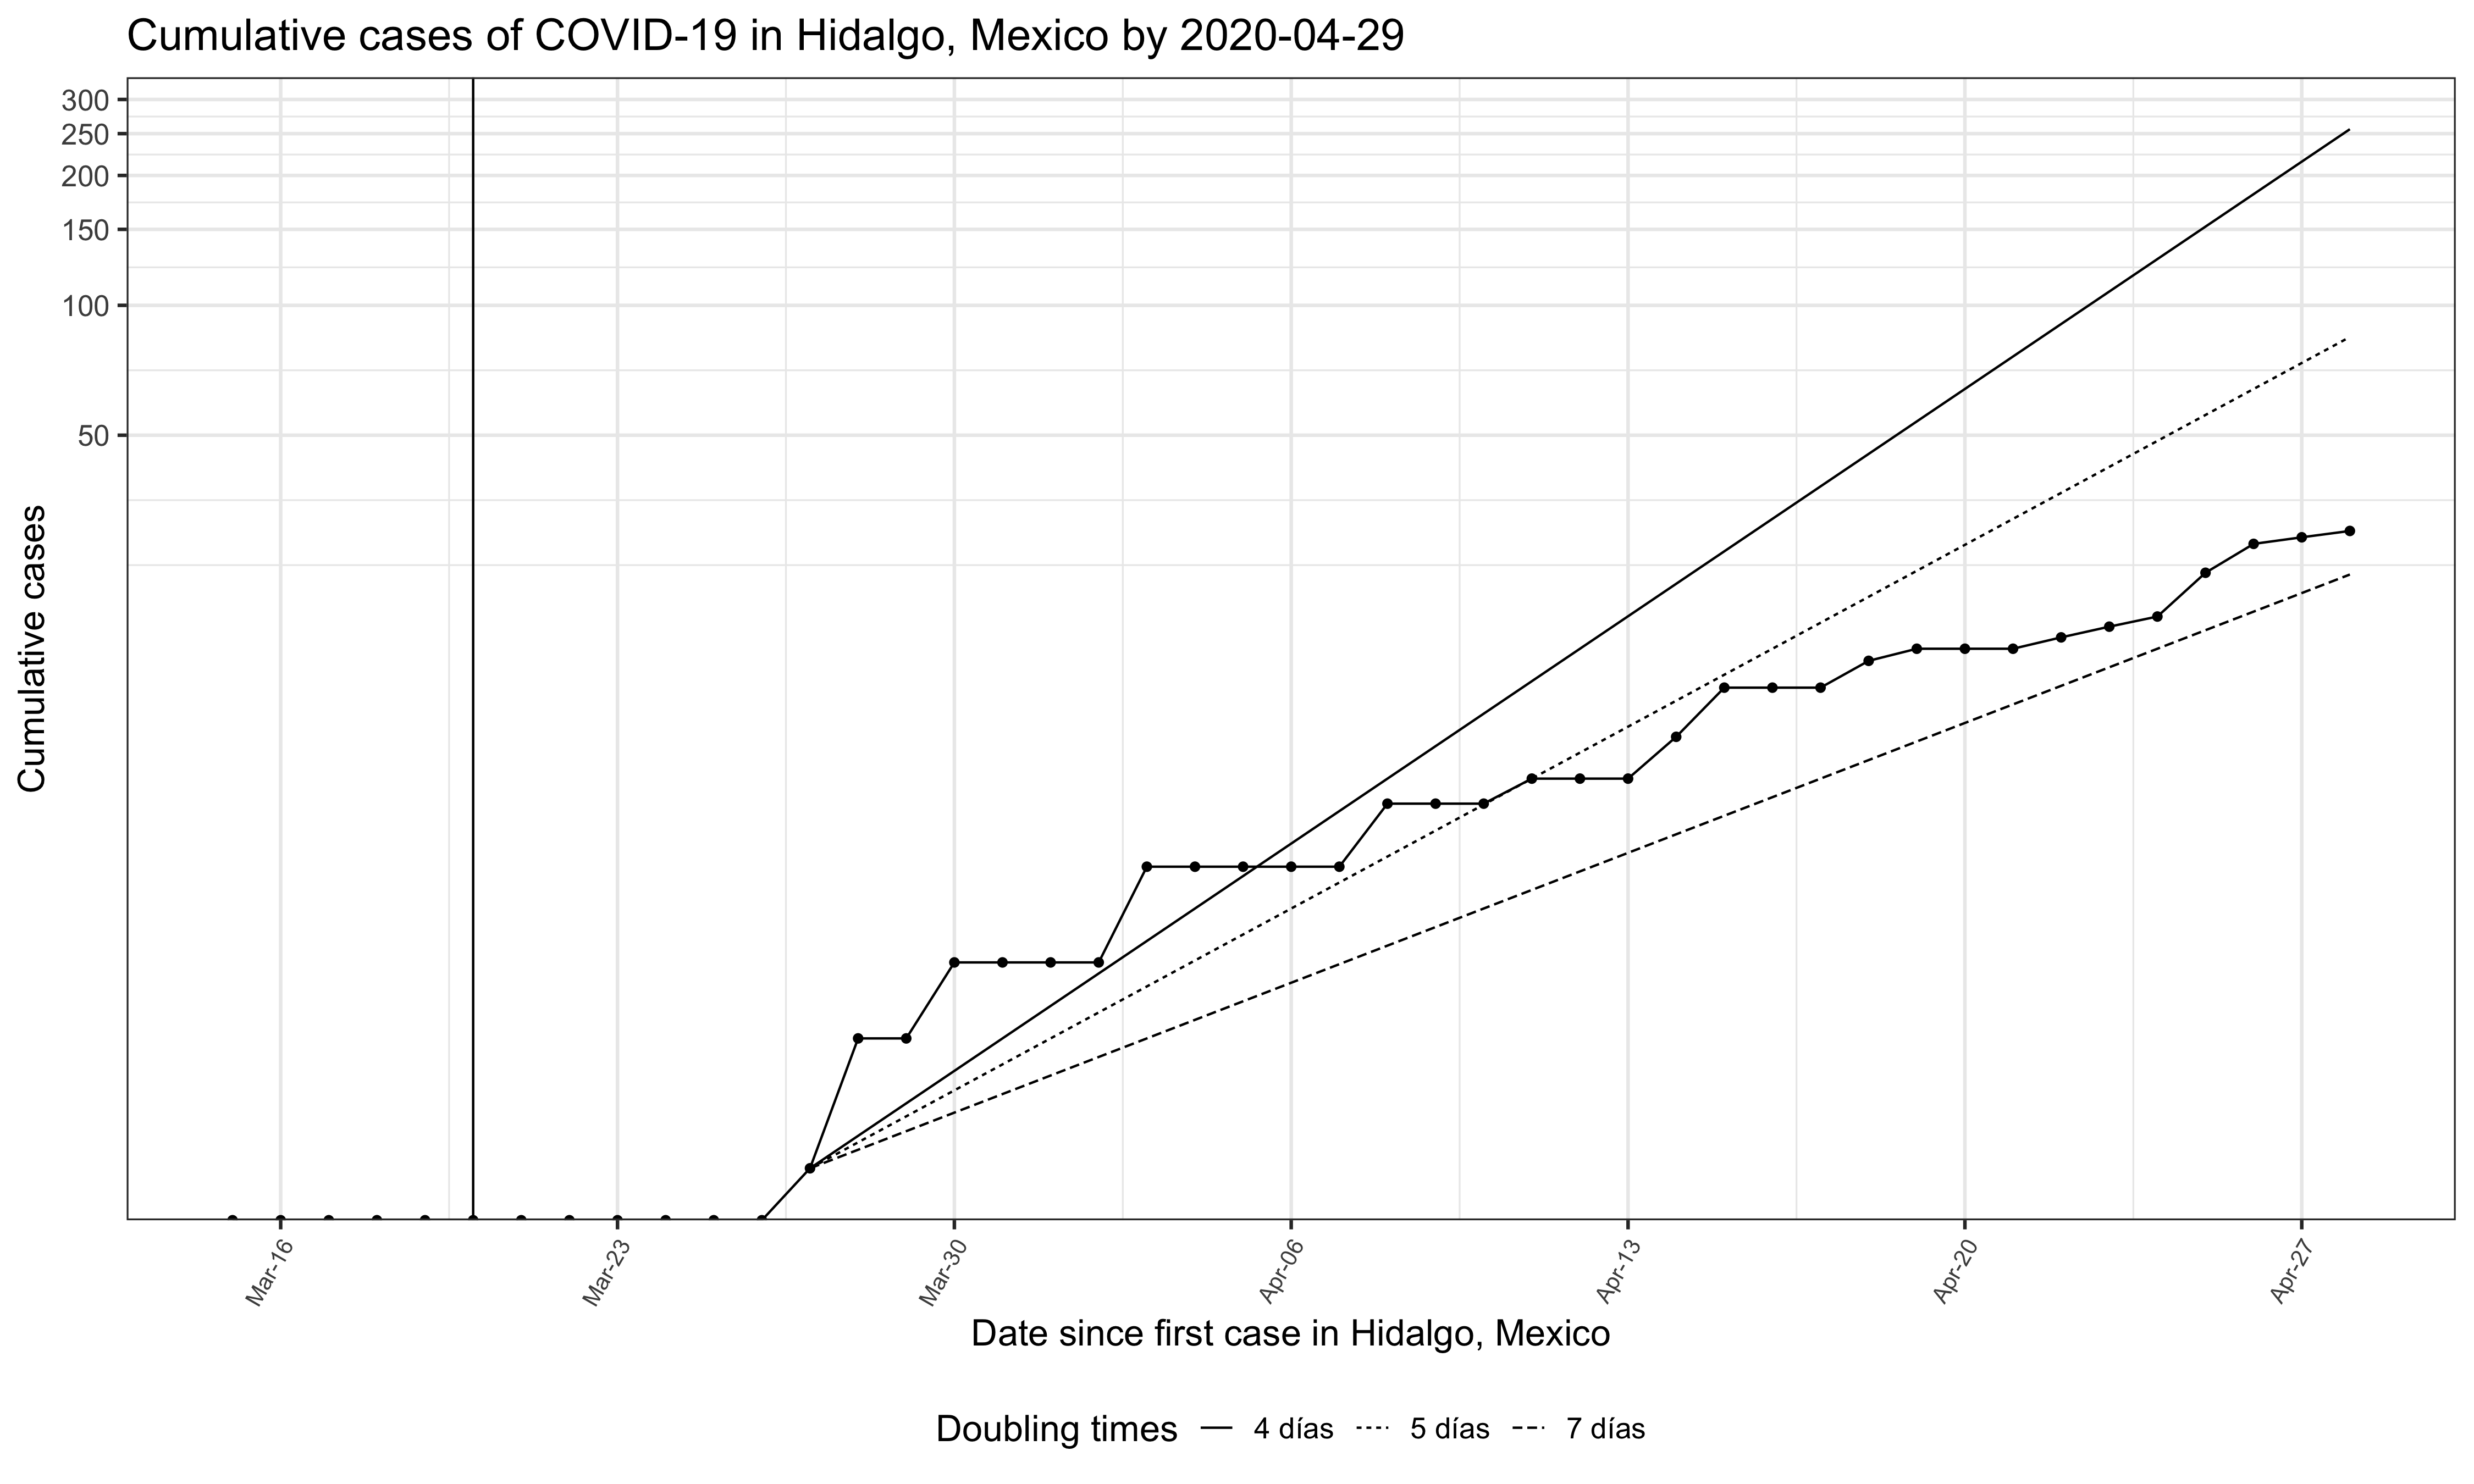 Cumulative cases of COVID-19 in Hidalgo, Mexico by 2020-04-29
300
250
200
150
100
50
Cumulative cases
Mar-16
Mar-23
Mar-30
Apr-06
Apr-13
Apr-20
Apr-27
Date since first case in Hidalgo, Mexico
Doubling times 4 días 5 días 7 días